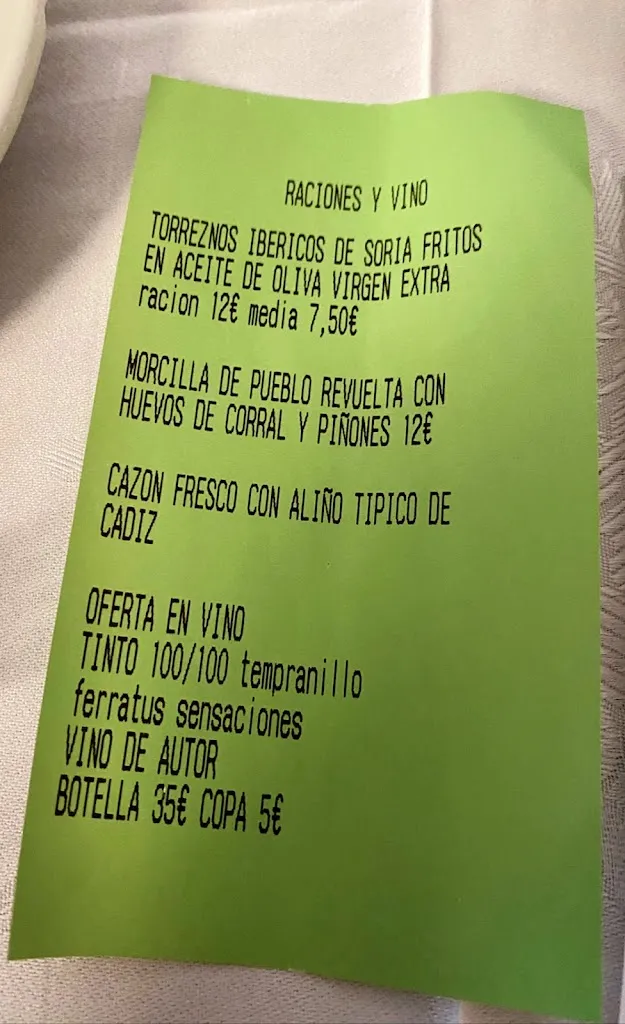 RACIONES Y VINO
TORREZNOS IBERICOS DE SORIA FRITOS
EN ACEITE DE OLIVA VIRGEN EXTRA
racion 12€ media 7,50€
MORCILLA DE PUEBLO REVUELTA CON
HUEVOS DE CORRAL Y PIÑONES 12€
CAZON FRESCO CON ALIÑO TIPICO DE
CADIZ
OFERTA EN VINO
TINTO 100/100 tempranillo
ferratus sensaciones
VINO DE AUTOR
BOTELLA 35€ COPA 5€